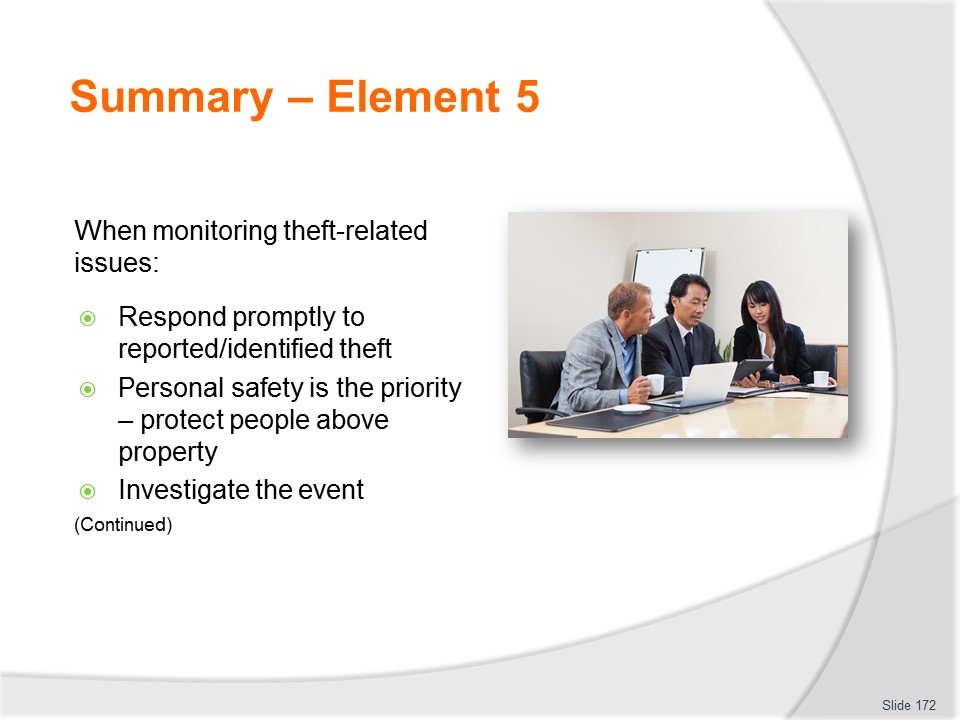 Summary – Element 5
When monitoring theft-related
issues:
Respond promptly to
reported/identified theft
Personal safety is the priority
– protect people above
property
Investigate the event
(Continued)
Slide 172